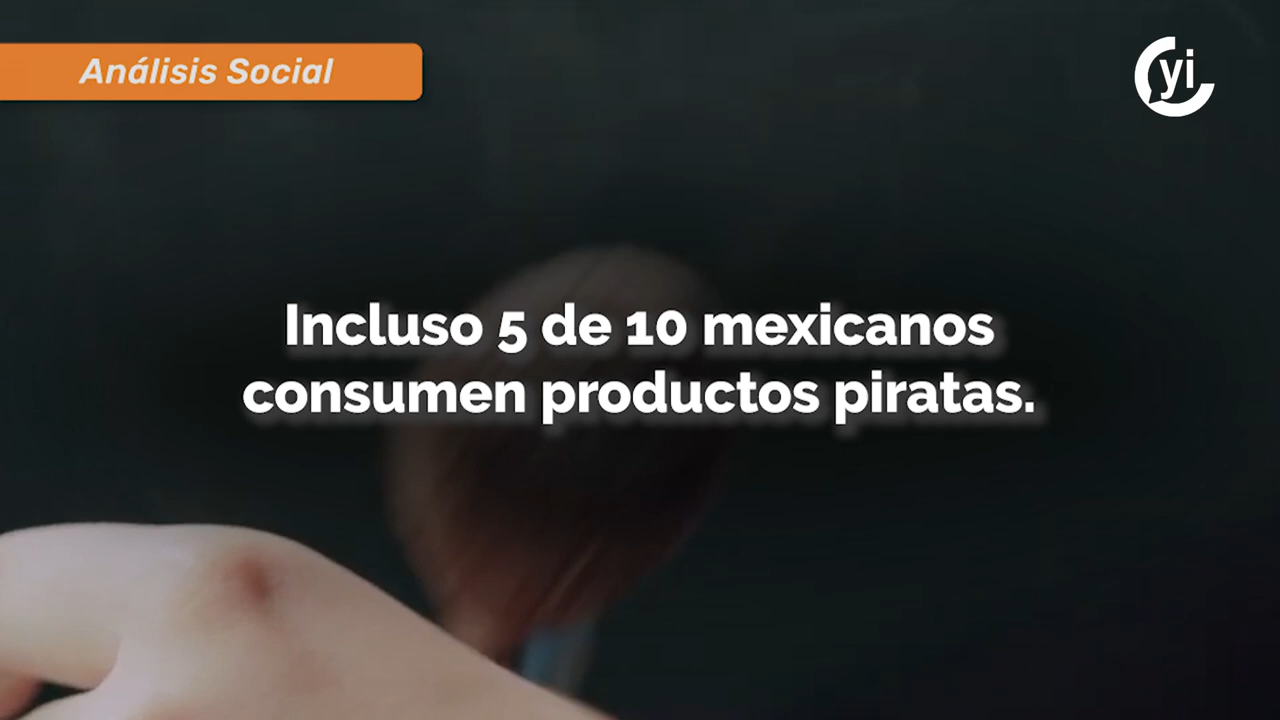 Análisis Social
yi
Incluso 5 de 10 mexicanos
consumen productos piratas.